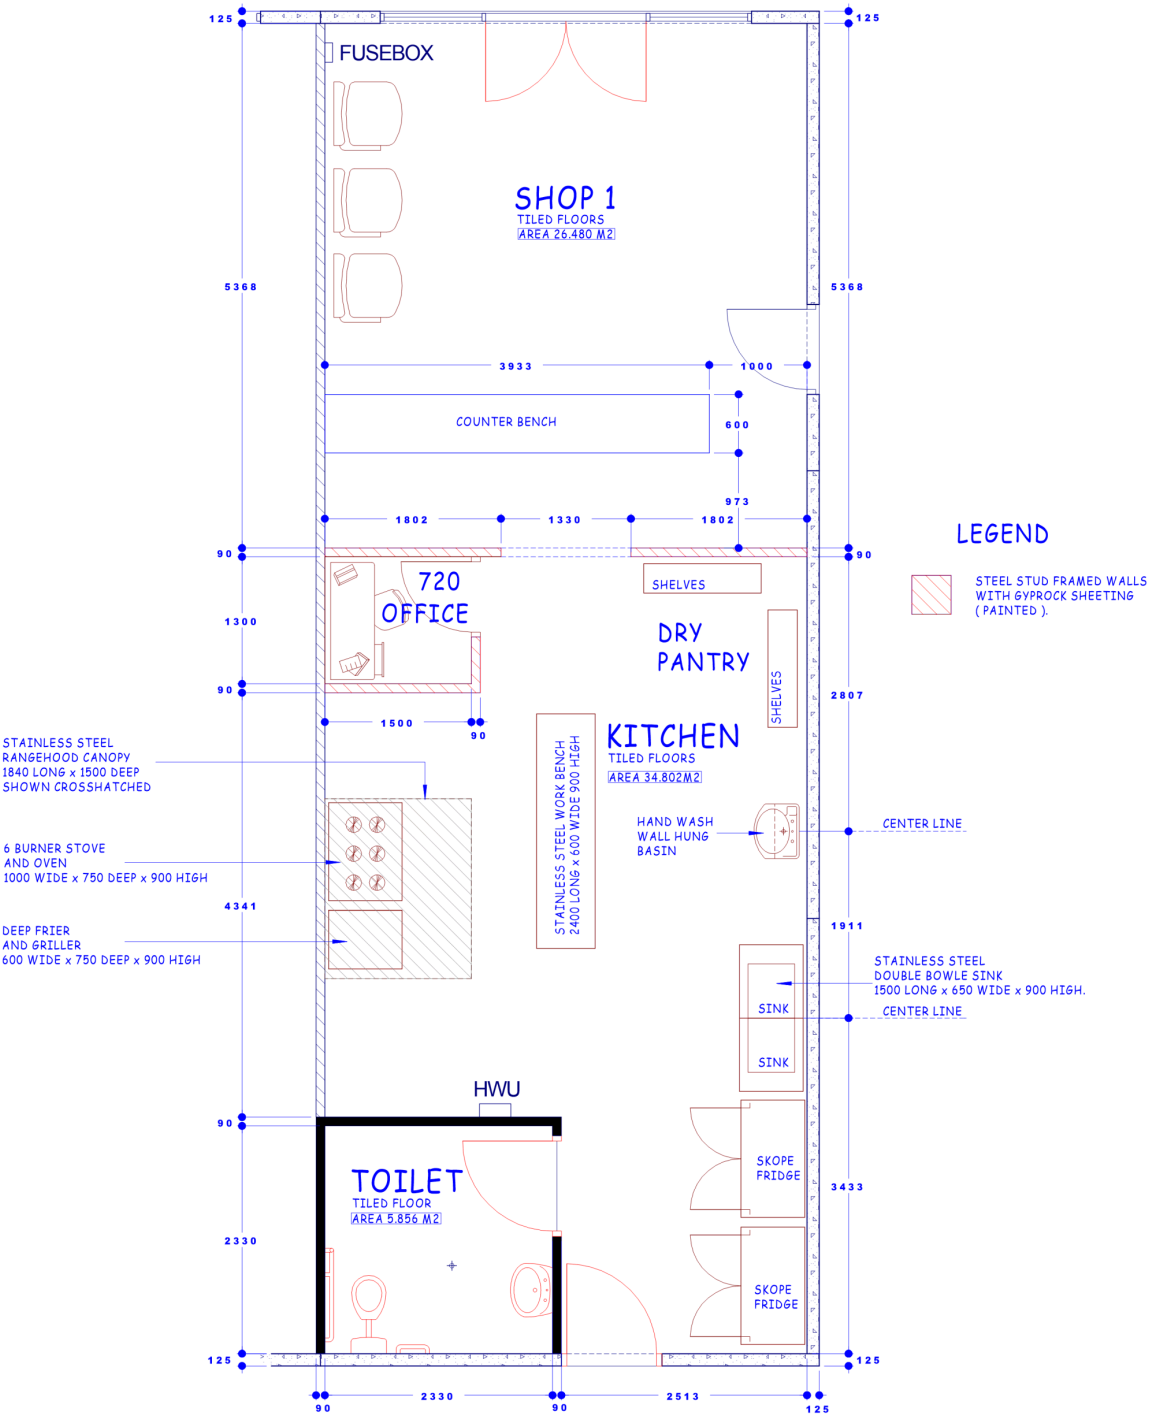 125
125
FUSEBOX
SHOP 1
TILED FLOORS
AREA 26.480 M2
5368
5368
3933
1000
COUNTER BENCH
600
973
1802
1330
1802
90
90
LEGEND
STEEL STUD FRAMED WALLS
WITH GYPROCK SHEETING
( PAINTED ).
720
OFFICE
SHELVES
1300
DRY
PANTRY
SHELVES
90
2807
1500
90
STAINLESS STEEL
RANGEHOOD CANOPY
1840 LONG x 1500 DEEP
SHOWN CROSSHATCHED
KITCHEN
TILED FLOORS
AREA 34.802M2
STAINLESS STEEL WORK BENCH
2400 LONG x 600 WIDE 900 HIGH
HAND WASH
WALL HUNG
BASIN
CENTER LINE
6 BURNER STOVE
AND OVEN
1000 WIDE x 750 DEEP x 900 HIGH
4341
1911
DEEP FRIER
AND GRILLER
600 WIDE x 750 DEEP x 900 HIGH
STAINLESS STEEL
DOUBLE BOWLE SINK
1500 LONG x 650 WIDE x 900 HIGH.
SINK
CENTER LINE
SINK
HWU
90
TOILET
TILED FLOOR
AREA 5.856 M2
SKOPE
FRIDGE
3433
2330
SKOPE
FRIDGE
125
125
2330
2513
90
90
125